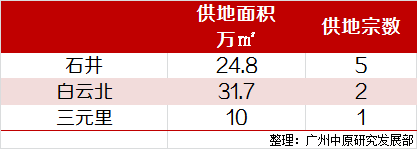 供地面积
万㎡ 供地宗数
石井 24.8 5
白云北 31.7 2
三元里 10 1
整理：广州中原研究发展部